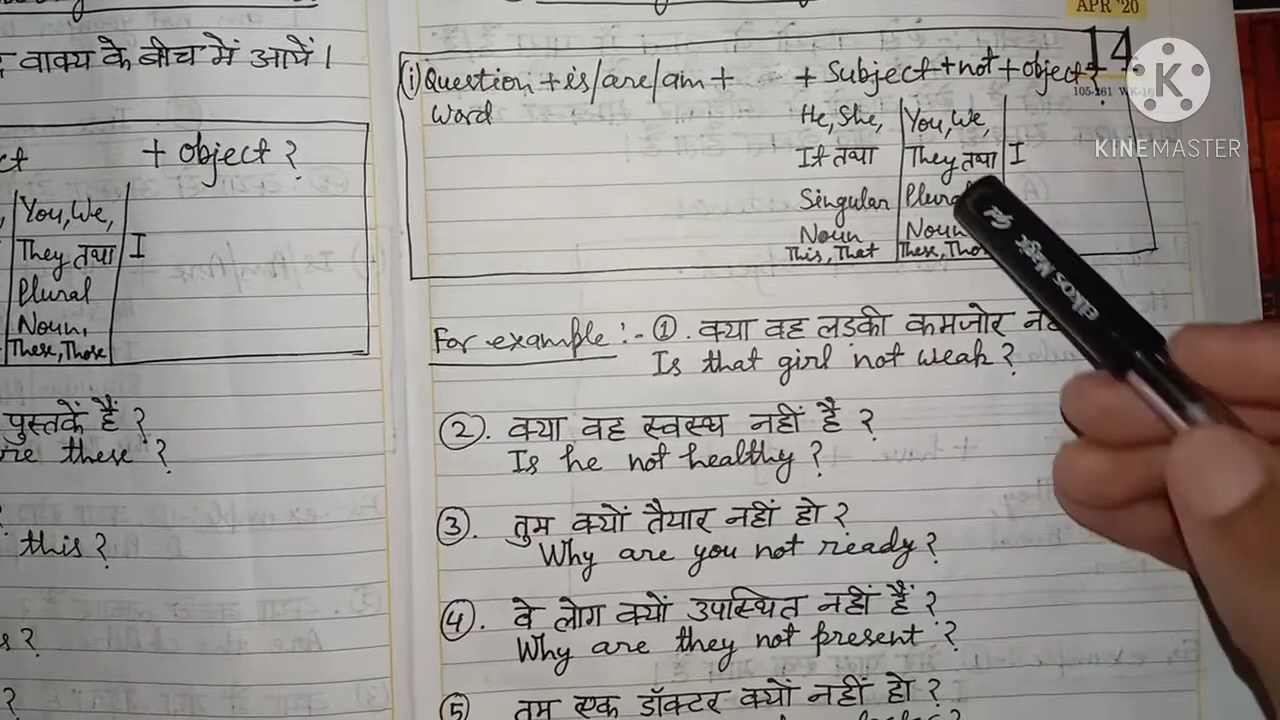 वाक्य के बीच में आयें।
+ object ?
You, We,
They तथा
I
Plural
Noun,
These, Those
पुस्तकें हैं ?
these ?
this ?
?
?
APR '20
14
KINEMASTER
(i) Question + is/are/am + + Subject + not + object ?
Word
He, She, You, We,
It तथा They तथा I
Singular
Noun Noun
This, That These,
For example :- ①. क्या वह लड़की कमजोर
Is that girl not weak ?
②. क्या वह स्वस्थ नहीं है ?
Is he not healthy ?
③. तुम क्यों तैयार नहीं हो ?
Why are you not ready ?
④. वे लोग क्यों उपस्थित नहीं हैं ?
Why are they not present ?
⑤ तुम एक डॉक्टर क्यों नहीं हो ?